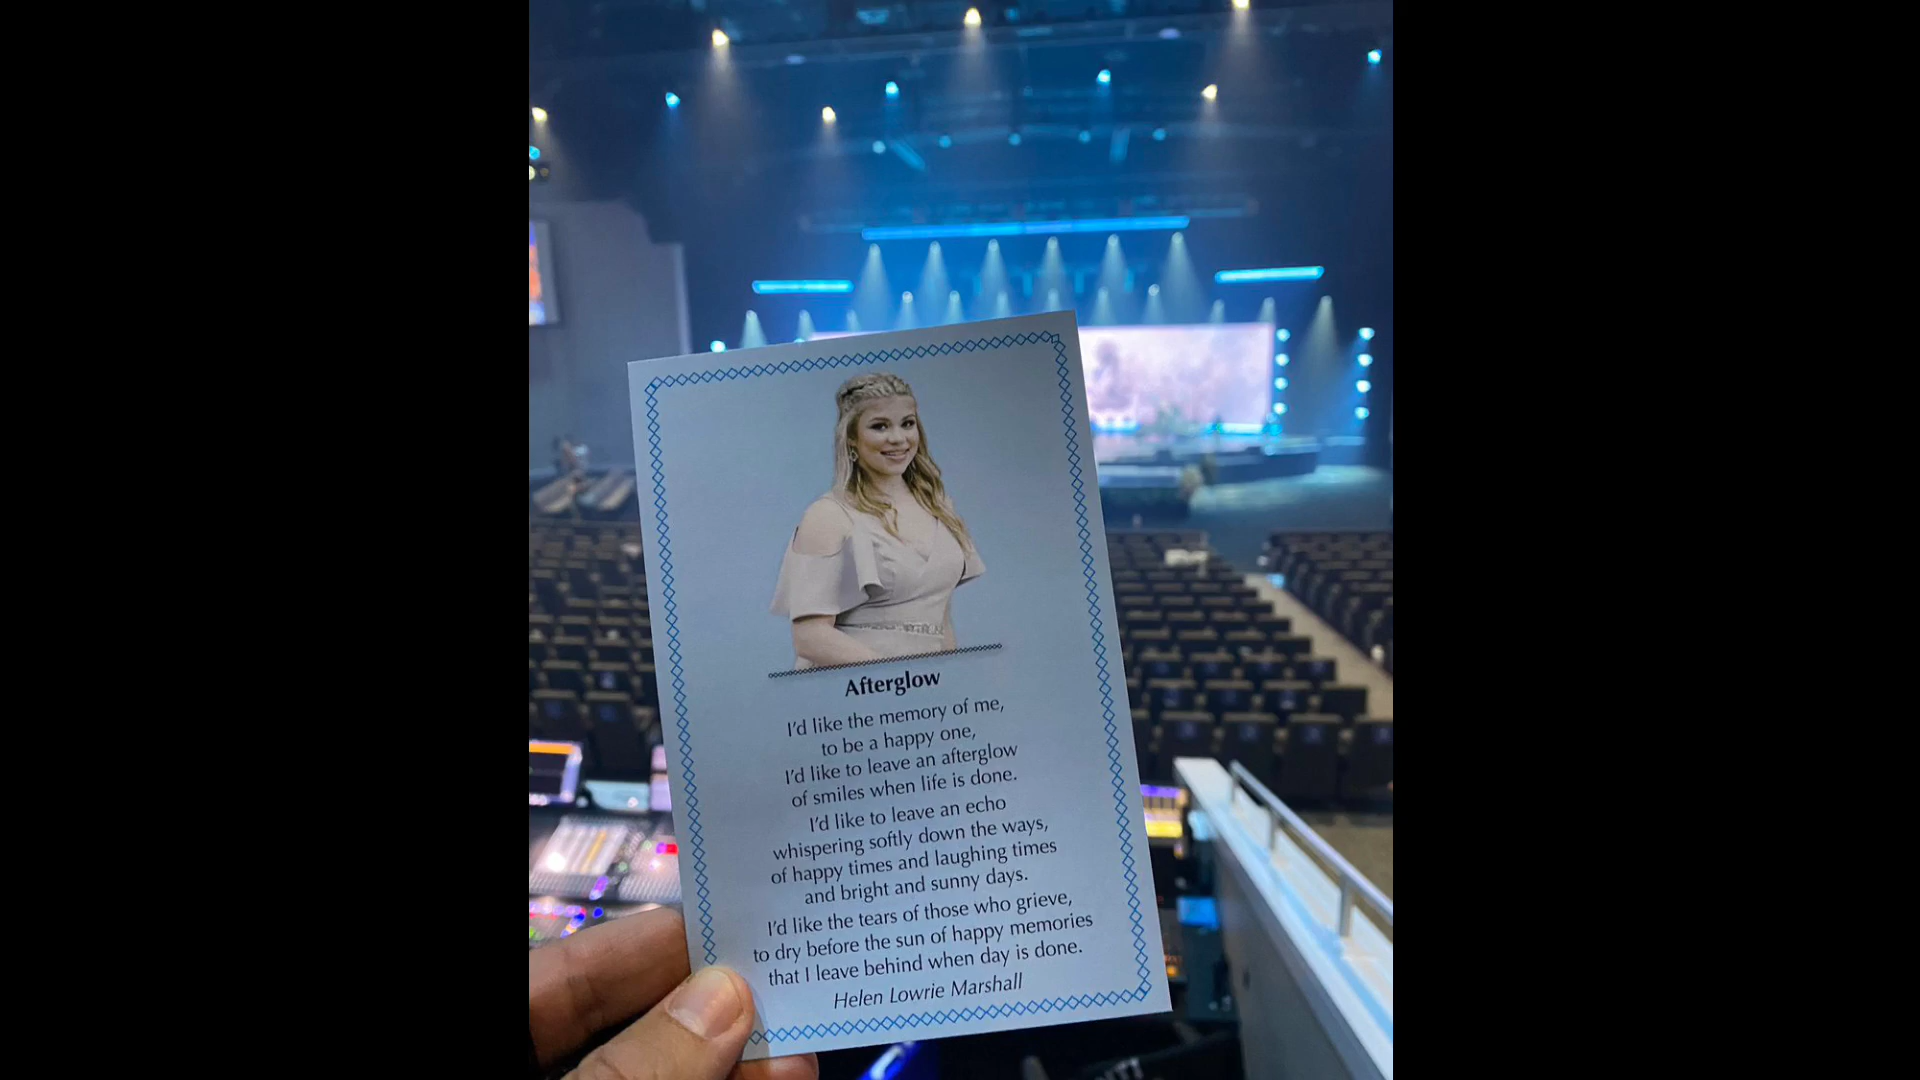 Afterglow
I'd like the memory of me,
to be a happy one,
I'd like to leave an afterglow
of smiles when life is done.
I'd like to leave an echo
whispering softly down the ways,
of happy times and laughing times
and bright and sunny days.
I'd like the tears of those who grieve,
to dry before the sun of happy memories
that I leave behind when day is done.
Helen Lowrie Marshall